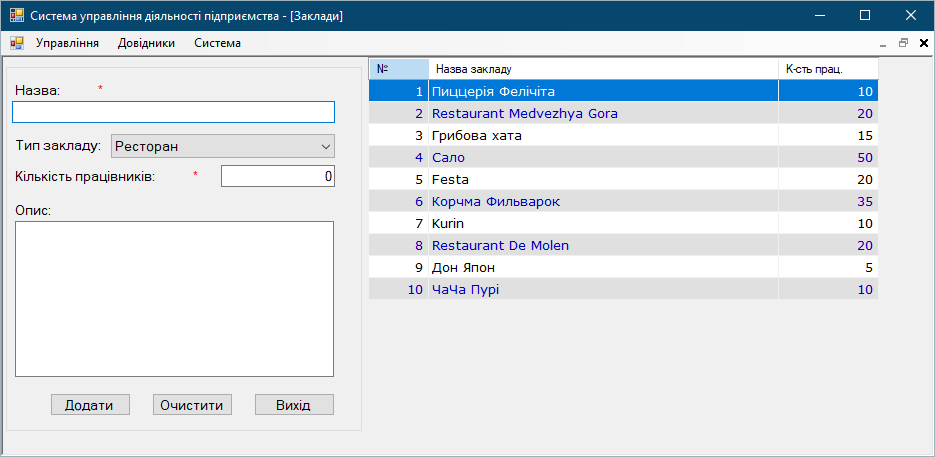 Система управління діяльності підприємства - [Заклади]
Управління Довідники Система
Назва: *
Тип закладу: Ресторан
Кількість працівників: * 0
Опис:
Додати Очистити Вихід
№ Назва закладу К-сть прац.
1 Пиццерія Фелічіта 10
2 Restaurant Medvezhya Gora 20
3 Грибова хата 15
4 Сало 50
5 Festa 20
6 Корчма Фильварок 35
7 Kurin 10
8 Restaurant De Molen 20
9 Дон Япон 5
10 ЧаЧа Пурі 10